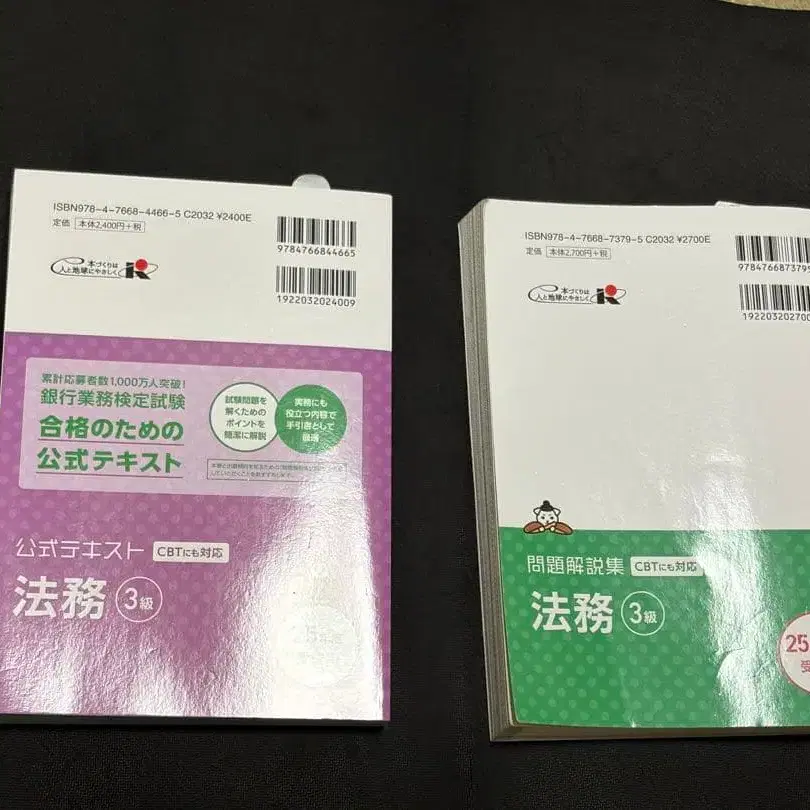 ISBN978-4-7668-4466-5 C2032 ¥2400E
定価 本体2,400円+税
9784766844665
1922032024009
本づくりは
人と地球にやさしく
R
累計応募者数1,000万人突破!
銀行業務検定試験
合格のための
公式テキスト
試験問題を
解くための
ポイントを
簡潔に解説
実務にも
役立つ内容で
手引書として
最適
公式テキスト CBTにも対応
法務 3級
ISBN978-4-7668-7379-5 C2032 ¥2700E
定価 本体2,700円+税
978476687379
192203202700
本づくりは
人と地球にやさしく
R
問題解説集 CBTにも対応
法務 3級
25
受